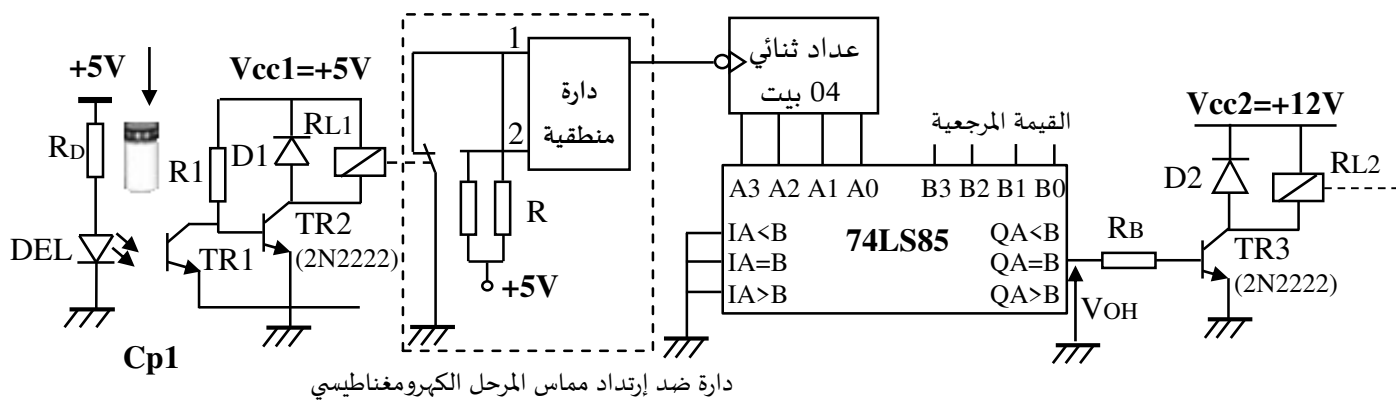 +5V
RD
DEL
Cp1
Vcc1=+5V
RL1
R1
D1
TR1
TR2
(2N2222)
1
2
دارة
منطقية
R
+5V
دارة ضد إرتداد مماس المرحل الكهرومغناطيسي
عداد ثنائي
04 بيت
القيمة المرجعية
A3 A2 A1 A0 B3 B2 B1 B0
IA<B 74LS85 QA<B
IA=B QA=B
IA>B QA>B
VOH
RB
Vcc2=+12V
D2
RL2
TR3
(2N2222)